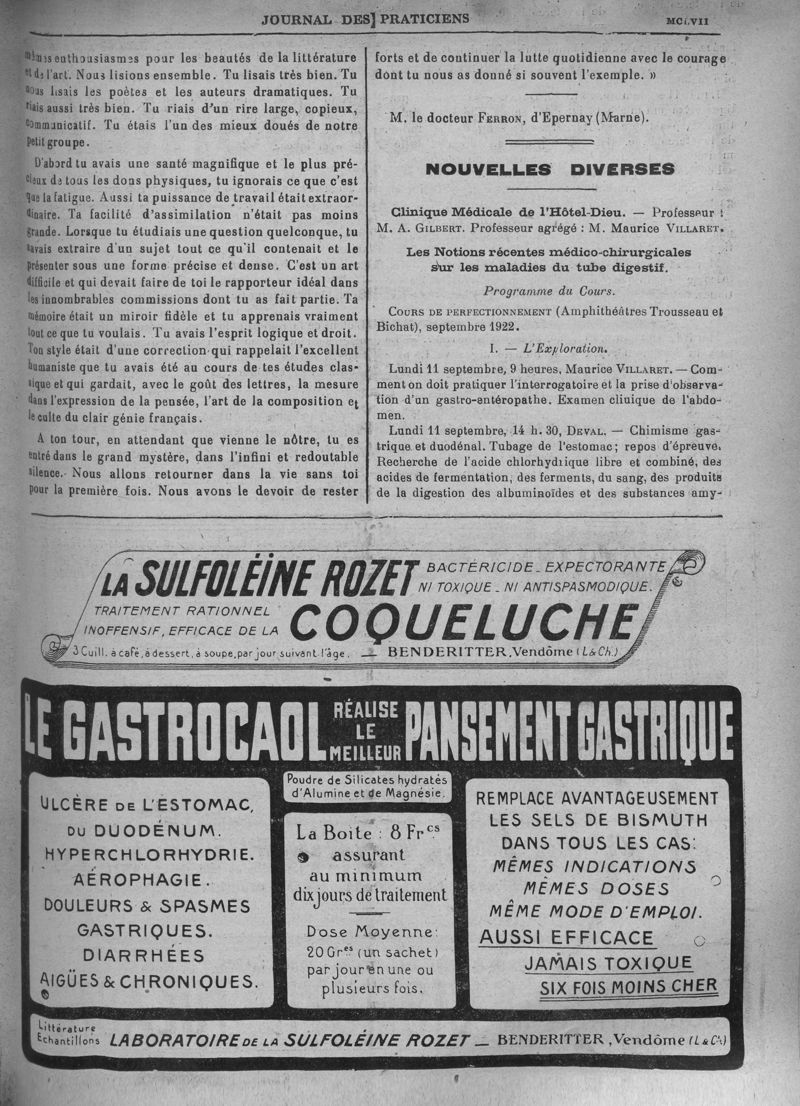 JOURNAL DES] PRATICIENS
enthousiasmes pour les beautés de la littérature
et de l'art. Nous lisions ensemble. Tu lisais très bien. Tu
nous lisais les poètes et les auteurs dramatiques. Tu
riais aussi très bien. Tu riais d'un rire large, copieux,
communicatif. Tu étais l'un des mieux doués de notre
petit groupe.
D'abord tu avais une santé magnifique et le plus pré-
cieux de tous les dons physiques, tu ignorais ce que c'est
que la fatigue. Aussi ta puissance de travail était extraor-
dinaire. Ta facilité d'assimilation n'était pas moins
grande. Lorsque tu étudiais une question quelconque, tu
savais extraire d'un sujet tout ce qu'il contenait et le
présenter sous une forme précise et dense. C'est un art
difficile et qui devait faire de toi le rapporteur idéal dans
les innombrables commissions dont tu as fait partie. Ta
mémoire était un miroir fidèle et tu apprenais vraiment
tout ce que tu voulais. Tu avais l'esprit logique et droit.
Ton style était d'une correction qui rappelait l'excellent
humaniste que tu avais été au cours de tes études clas-
sique et qui gardait, avec le goût des lettres, la mesure
dans l'expression de la pensée, l'art de la composition et
le culte du clair génie français.
A ton tour, en attendant que vienne le nôtre, tu es
entré dans le grand mystère, dans l'infini et redoutable
silence. Nous allons retourner dans la vie sans toi
pour la première fois. Nous avons le devoir de rester
forts et de continuer la lutte quotidienne avec le courage
dont tu nous as donné si souvent l'exemple. »
M. le docteur FERRON, d'Epernay (Marne).
NOUVELLES DIVERSES
Clinique Médicale de l'Hôtel-Dieu. — Professeur :
M. A. GILBERT. Professeur agrégé : M. Maurice VILLARET.
Les Notions récentes médico-chirurgicales
sur les maladies du tube digestif.
Programme du Cours.
COURS DE PERFECTIONNEMENT (Amphithéâtres Trousseau et
Bichat), septembre 1922.
I. — L'Exploration.
Lundi 11 septembre, 9 heures, Maurice VILLARET. — Com-
ment on doit pratiquer l'interrogatoire et la prise d'observa-
tion d'un gastro-entéropathe. Examen clinique de l'abdo-
men.
Lundi 11 septembre, 14 h. 30, DEVAL. — Chimisme gas-
trique et duodénal. Tubage de l'estomac; repos d'épreuve.
Recherche de l'acide chlorhydrique libre et combiné, des
acides de fermentation, des ferments, du sang, des produits
de la digestion des albuminoïdes et des substances amy-
LA SULFOLÉINE ROZET BACTÉRICIDE_EXPECTORANTE
NI TOXIQUE _ NI ANTISPASMODIQUE.
TRAITEMENT RATIONNEL
INOFFENSIF, EFFICACE DE LA COQUELUCHE
3 Cuill. à café, à dessert, à soupe, par jour suivant l'âge. — BENDERITTER, Vendôme (L & Ch.)
LE GASTROCAOL RÉALISE LE MEILLEUR PANSEMENT GASTRIQUE
ULCÈRE DE L'ESTOMAC,
DU DUODÉNUM.
HYPERCHLORHYDRIE.
AÉROPHAGIE.
DOULEURS & SPASMES
GASTRIQUES.
DIARRHÉES
AIGÜES & CHRONIQUES.
Poudre de Silicates hydratés
d'Alumine et de Magnésie.
La Boite : 8 Frcs
assurant
au minimum
dix jours de traitement
Dose Moyenne:
20 Gres (un sachet)
par jour en une ou
plusieurs fois.
REMPLACE AVANTAGEUSEMENT
LES SELS DE BISMUTH
DANS TOUS LES CAS:
MÊMES INDICATIONS
MÊMES DOSES
MÊME MODE D'EMPLOI.
AUSSI EFFICACE
JAMAIS TOXIQUE
SIX FOIS MOINS CHER
Littérature
Echantillons
LABORATOIRE DE LA SULFOLÉINE ROZET — BENDERITTER, Vendôme (L & Ch.)